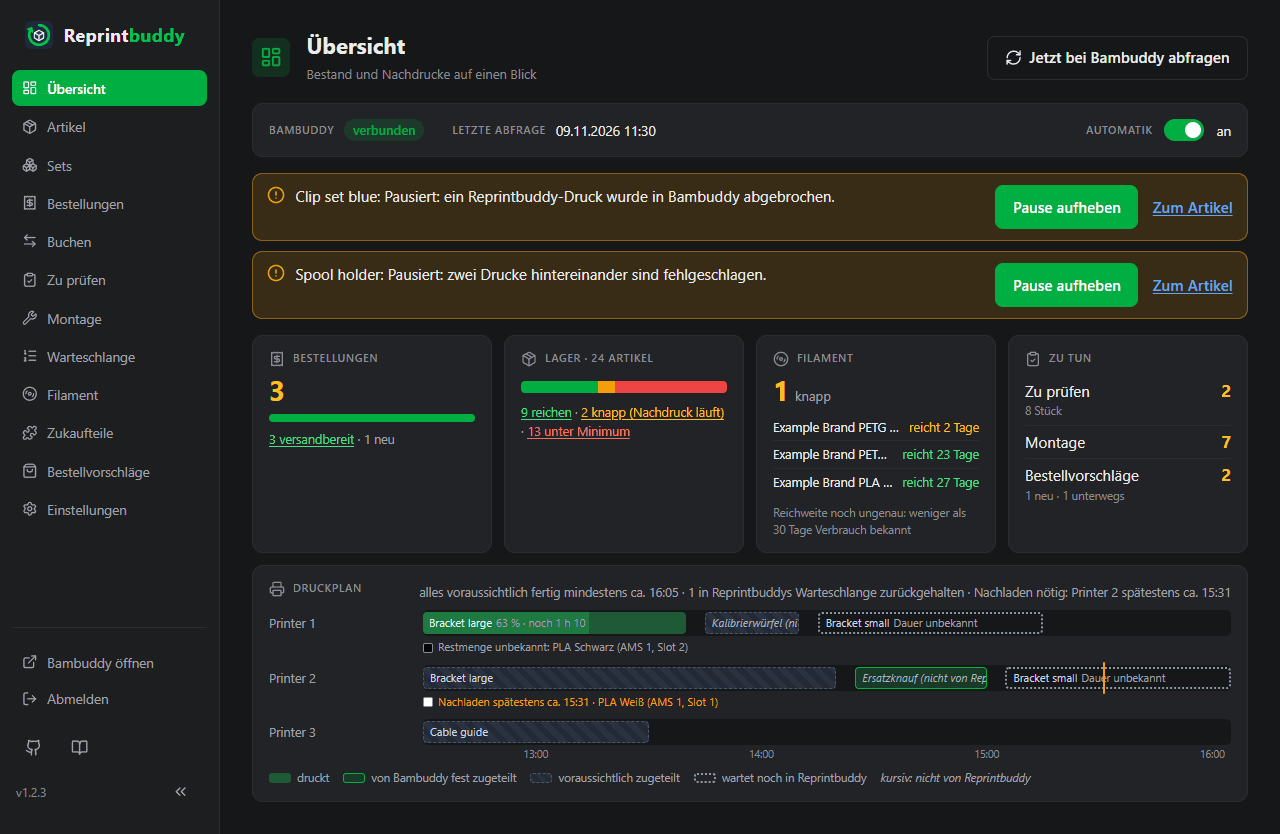 Reprintbuddy
Übersicht
Artikel
Sets
Bestellungen
Buchen
Zu prüfen
Montage
Warteschlange
Filament
Zukaufteile
Bestellvorschläge
Einstellungen
Bambuddy öffnen
Abmelden
v1.2.3
Übersicht
Bestand und Nachdrucke auf einen Blick
Jetzt bei Bambuddy abfragen
BAMBUDDY verbunden LETZTE ABFRAGE 09.11.2026 11:30 AUTOMATIK an
Clip set blue: Pausiert: ein Reprintbuddy-Druck wurde in Bambuddy abgebrochen. Pause aufheben Zum Artikel
Spool holder: Pausiert: zwei Drucke hintereinander sind fehlgeschlagen. Pause aufheben Zum Artikel
BESTELLUNGEN
3
3 versandbereit · 1 neu
LAGER · 24 ARTIKEL
9 reichen · 2 knapp (Nachdruck läuft)
· 13 unter Minimum
FILAMENT
1 knapp
Example Brand PETG ... reicht 2 Tage
Example Brand PET... reicht 23 Tage
Example Brand PLA ... reicht 27 Tage
Reichweite noch ungenau: weniger als
30 Tage Verbrauch bekannt
ZU TUN
Zu prüfen 2
8 Stück
Montage 7
Bestellvorschläge 2
1 neu · 1 unterwegs
DRUCKPLAN
alles voraussichtlich fertig mindestens ca. 16:05 · 1 in Reprintbuddys Warteschlange zurückgehalten · Nachladen nötig: Printer 2 spätestens ca. 15:31
Printer 1 Bracket large 63 % · noch 1 h 10 Kalibrierwürfel (ni Bracket small Dauer unbekannt
Restmenge unbekannt: PLA Schwarz (AMS 1, Slot 2)
Printer 2 Bracket large Ersatzknauf (nicht von Rep Bracket small Dauer unbekannt
Nachladen spätestens ca. 15:31 · PLA Weiß (AMS 1, Slot 1)
Printer 3 Cable guide
13:00 14:00 15:00 16:00
druckt von Bambuddy fest zugeteilt voraussichtlich zugeteilt wartet noch in Reprintbuddy kursiv: nicht von Reprintbuddy